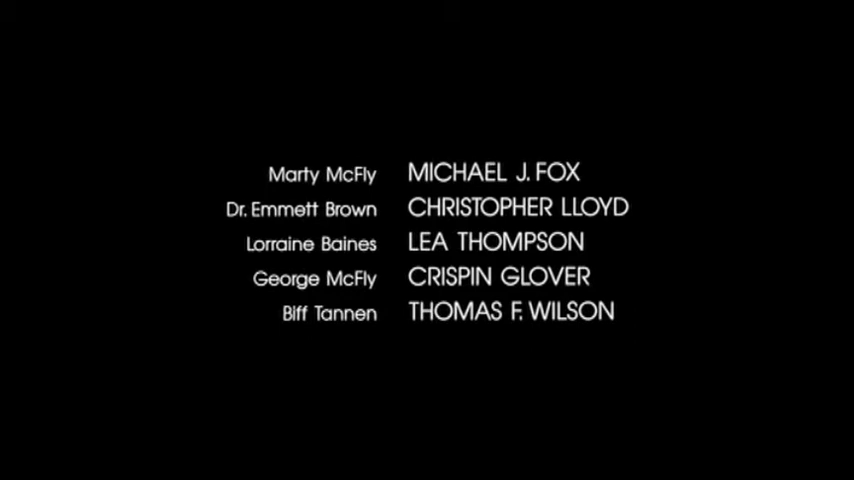 Marty McFly MICHAEL J. FOX
Dr. Emmett Brown CHRISTOPHER LLOYD
Lorraine Baines LEA THOMPSON
George McFly CRISPIN GLOVER
Biff Tannen THOMAS F. WILSON